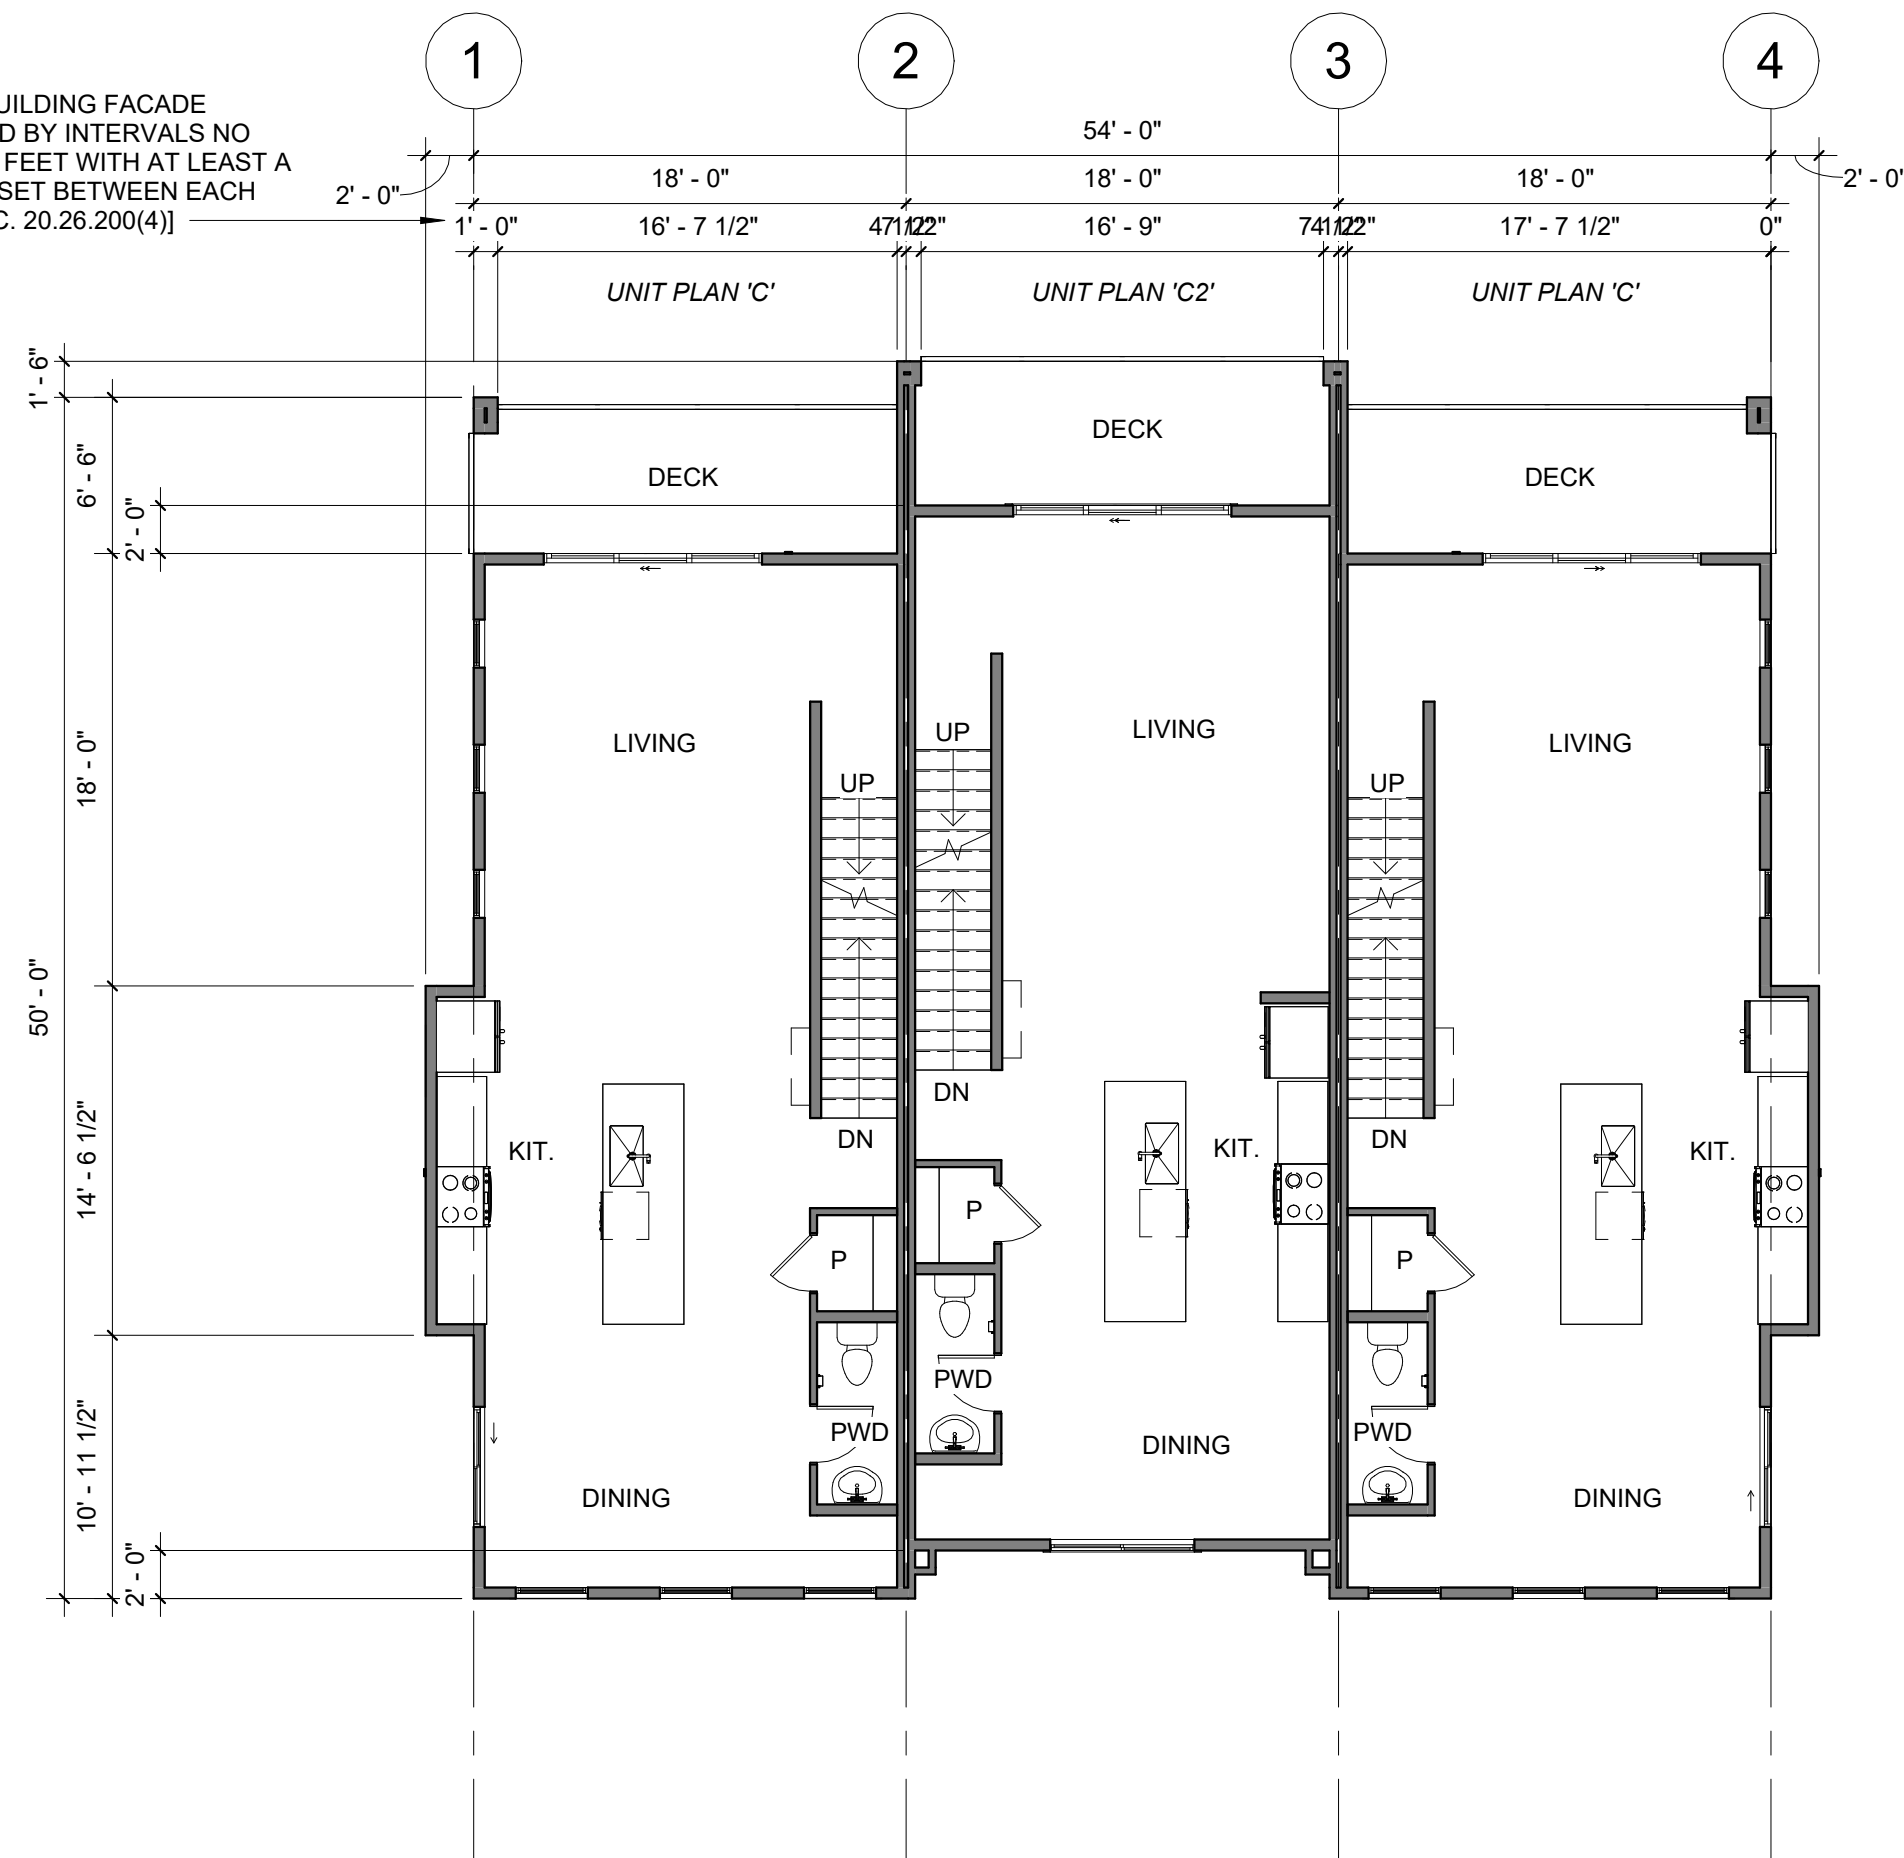 1 2 3 4
UILDING FACADE
D BY INTERVALS NO
FEET WITH AT LEAST A
SET BETWEEN EACH
C. 20.26.200(4)]
54' - 0"
2' - 0" 18' - 0" 18' - 0" 18' - 0" 2' - 0"
1' - 0" 16' - 7 1/2" 16' - 9" 17' - 7 1/2" 0"
UNIT PLAN 'C' UNIT PLAN 'C2' UNIT PLAN 'C'
1' - 6"
6' - 6"
2' - 0"
18' - 0"
50' - 0"
14' - 6 1/2"
10' - 11 1/2"
2' - 0"
DECK
DECK DECK
LIVING LIVING LIVING
UP
UP UP
DN
DN DN
KIT. KIT. KIT.
P
P P
PWD
PWD PWD
DINING
DINING DINING